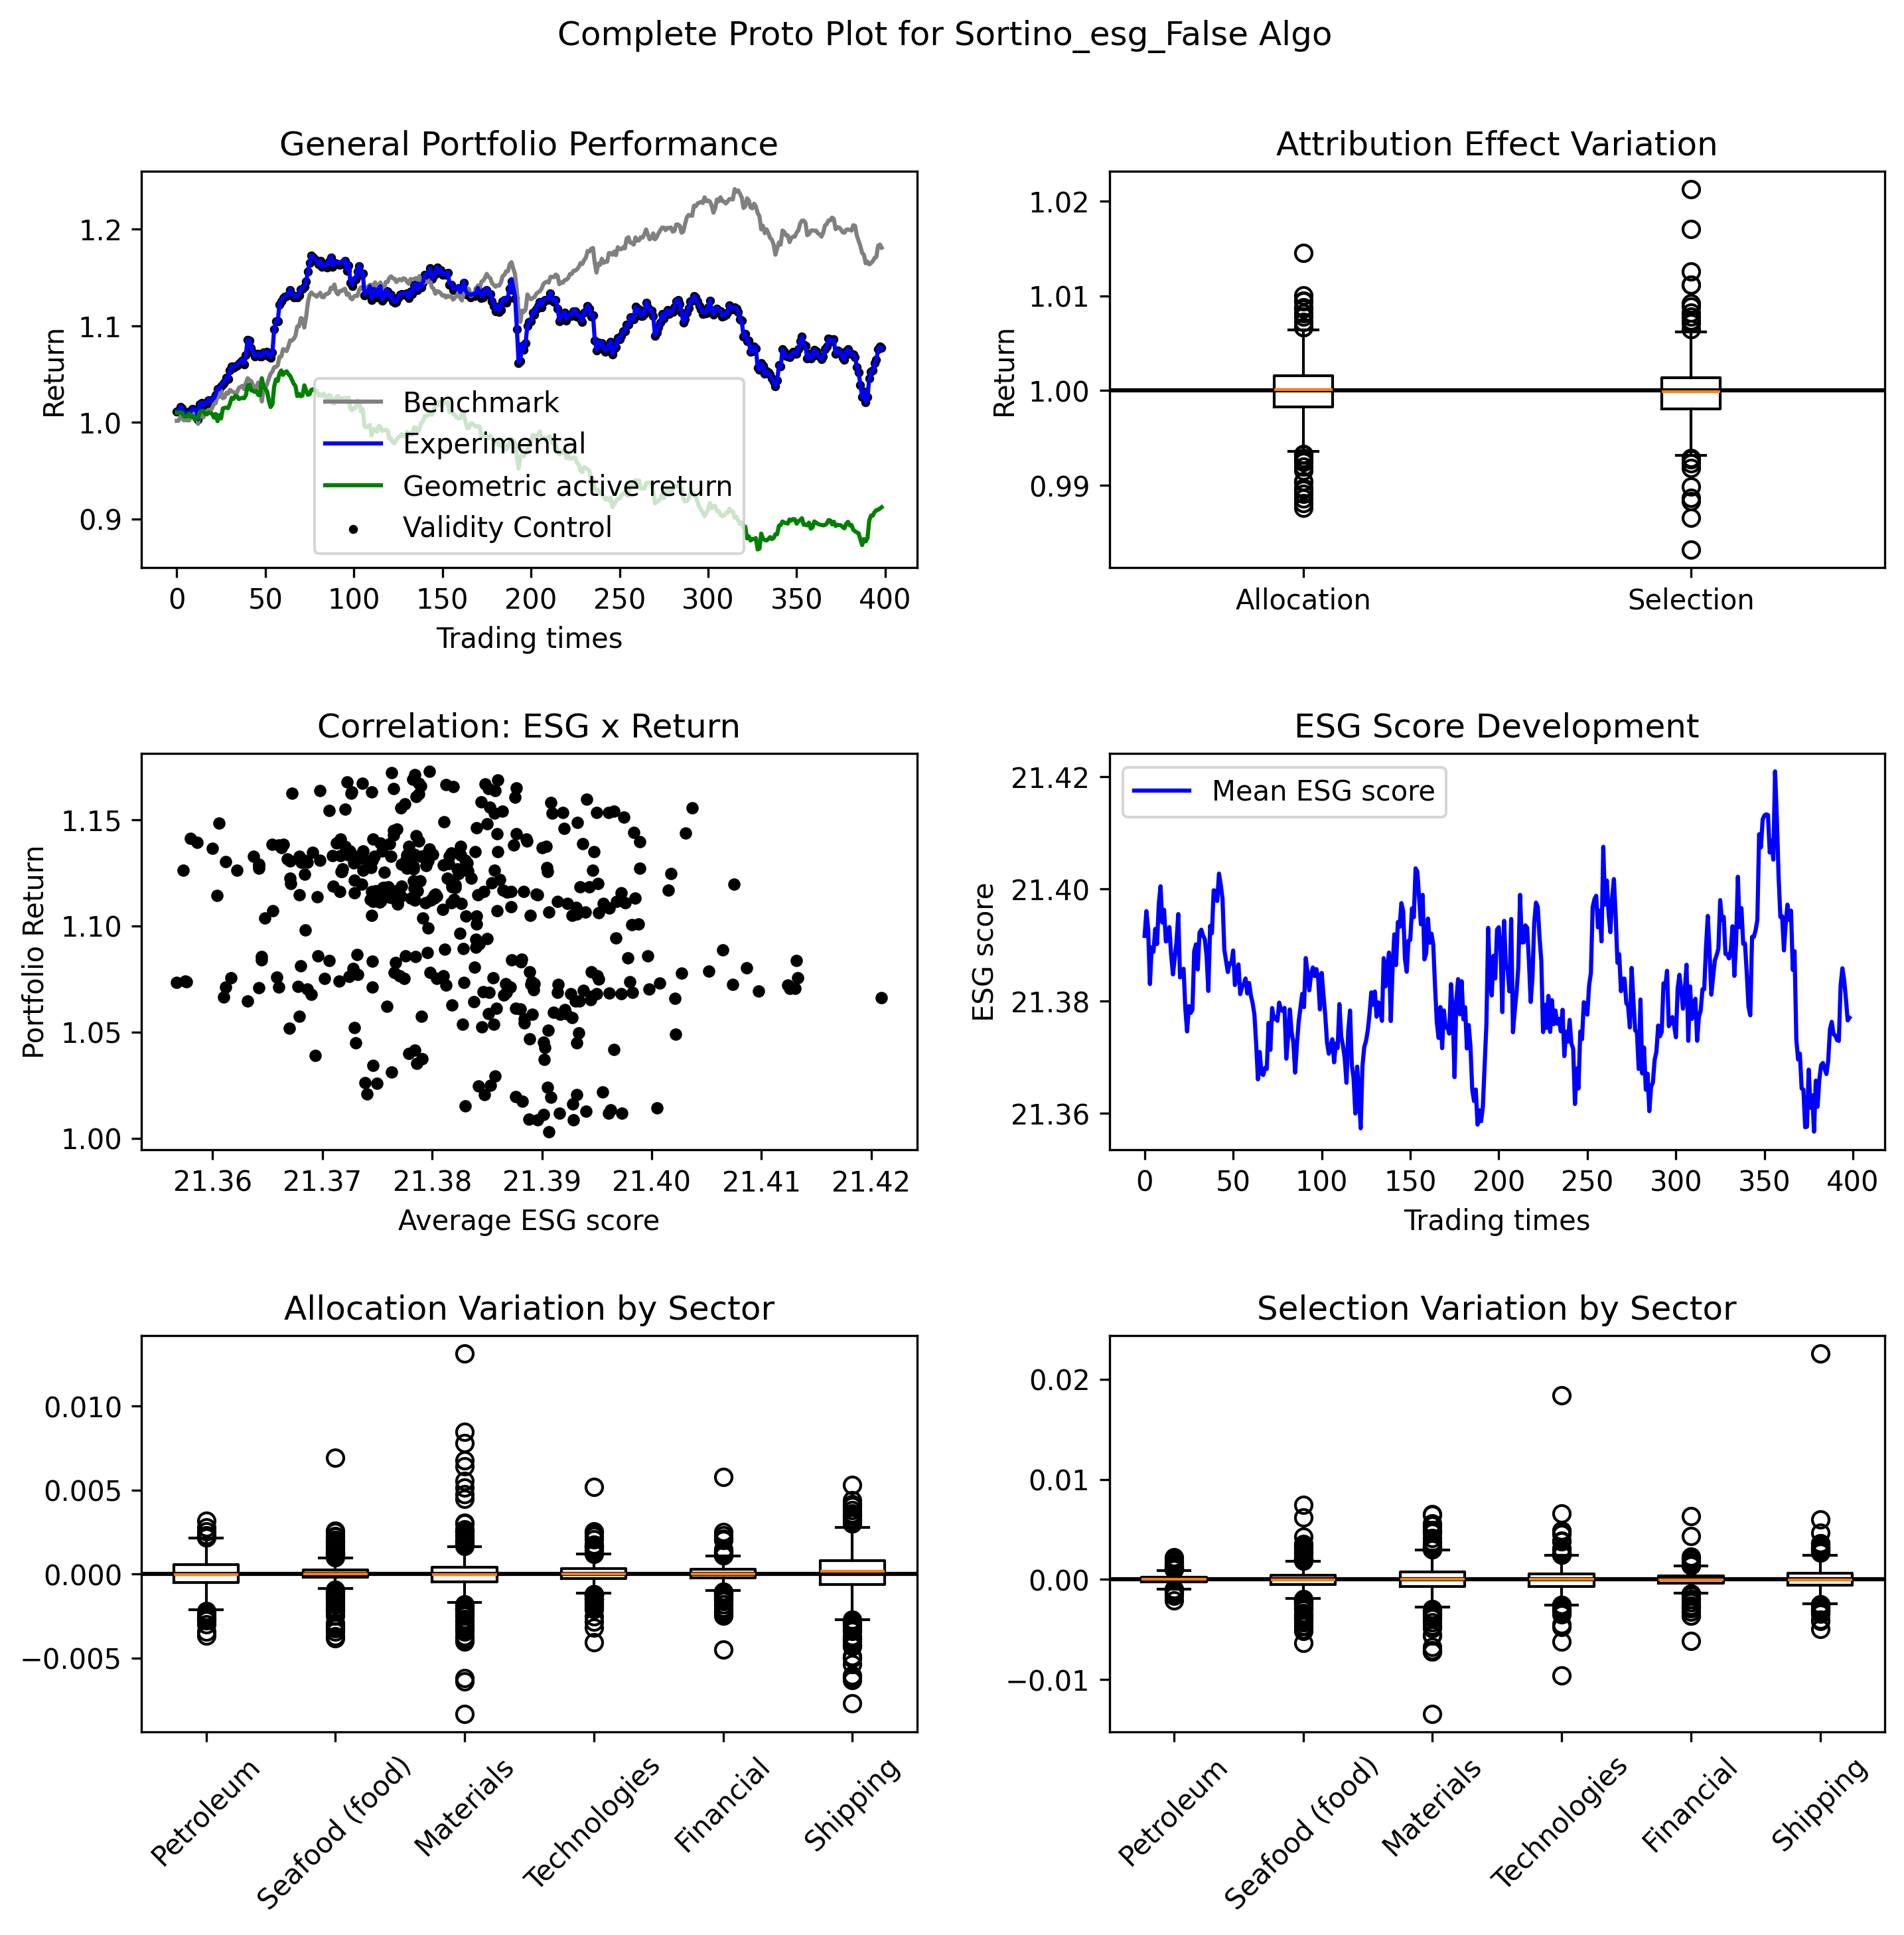 Complete Proto Plot for Sortino_esg_False Algo
General Portfolio Performance
Return
1.2
1.1
1.0
0.9
Benchmark
Experimental
Geometric active return
Validity Control
0 50 100 150 200 250 300 350 400
Trading times
Attribution Effect Variation
Return
1.02
1.01
1.00
0.99
Allocation Selection
Correlation: ESG x Return
Portfolio Return
1.15
1.10
1.05
1.00
21.36 21.37 21.38 21.39 21.40 21.41 21.42
Average ESG score
ESG Score Development
ESG score
21.42
21.40
21.38
21.36
Mean ESG score
0 50 100 150 200 250 300 350 400
Trading times
Allocation Variation by Sector
0.010
0.005
0.000
−0.005
Petroleum
Seafood (food)
Materials
Technologies
Financial
Shipping
Selection Variation by Sector
0.02
0.01
0.00
−0.01
Petroleum
Seafood (food)
Materials
Technologies
Financial
Shipping